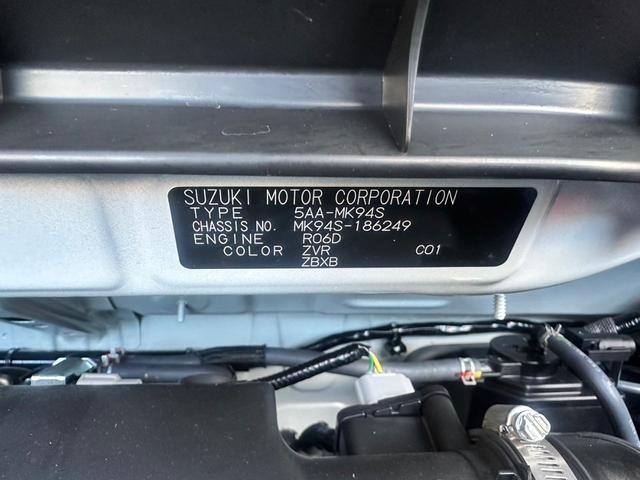 SUZUKI MOTOR CORPORATION
TYPE 5AA-MK94S
CHASSIS NO. MK94S-186249
ENGINE R06D
COLOR ZVR C01
ZBXB